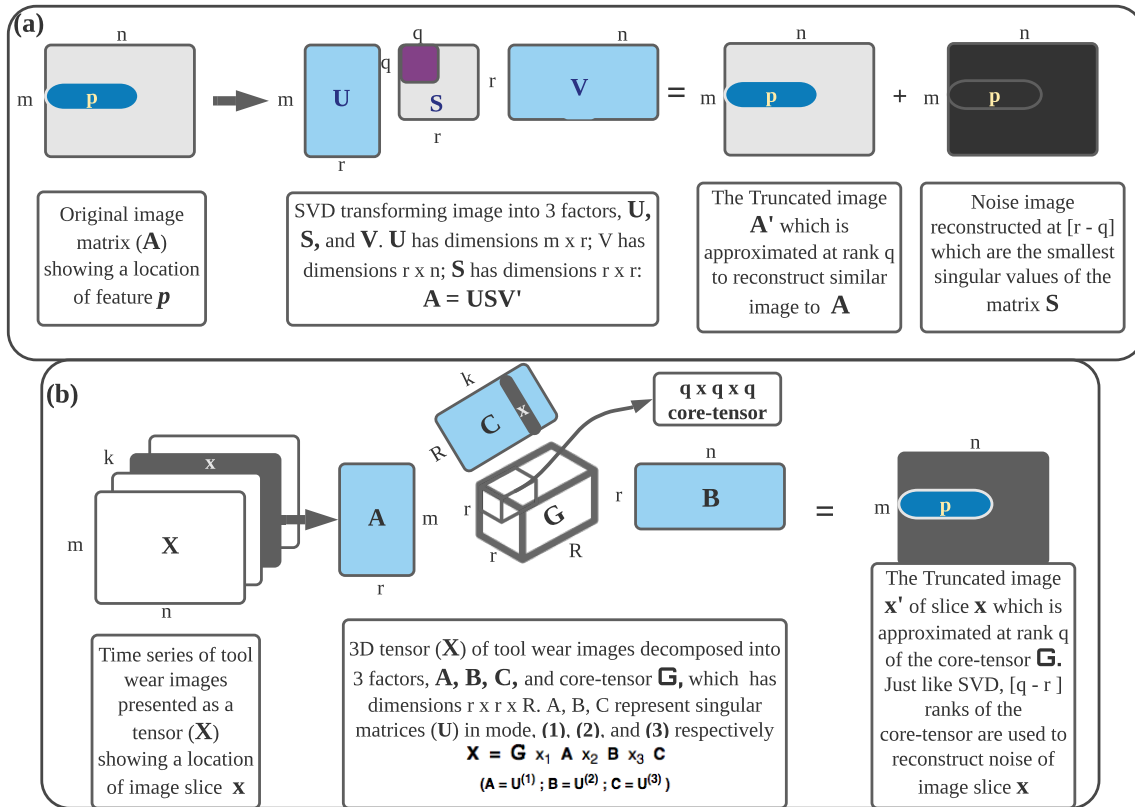 (a)
n
m
p
m
U
r
q
q
S
r
r
n
V
=
n
m
p
+
n
m
p
Original image
matrix (A)
showing a location
of feature p
SVD transforming image into 3 factors, U,
S, and V. U has dimensions m x r; V has
dimensions r x n; S has dimensions r x r:
A = USV'
The Truncated image
A' which is
approximated at rank q
to reconstruct similar
image to A
Noise image
reconstructed at [r - q]
which are the smallest
singular values of the
matrix S
(b)
k
x
m
X
n
A
m
r
k
C
x
R
r
G
r
R
q x q x q
core-tensor
n
r
B
=
n
m
p
Time series of tool
wear images
presented as a
tensor (X)
showing a location
of image slice x
3D tensor (X) of tool wear images decomposed into
3 factors, A, B, C, and core-tensor G, which has
dimensions r x r x R. A, B, C represent singular
matrices (U) in mode, (1), (2), and (3) respectively
X = G x₁ A x₂ B x₃ C
(A = U⁽¹⁾ ; B = U⁽²⁾ ; C = U⁽³⁾ )
The Truncated image
x' of slice x which is
approximated at rank q
of the core-tensor G.
Just like SVD, [q - r ]
ranks of the
core-tensor are used to
reconstruct noise of
image slice x